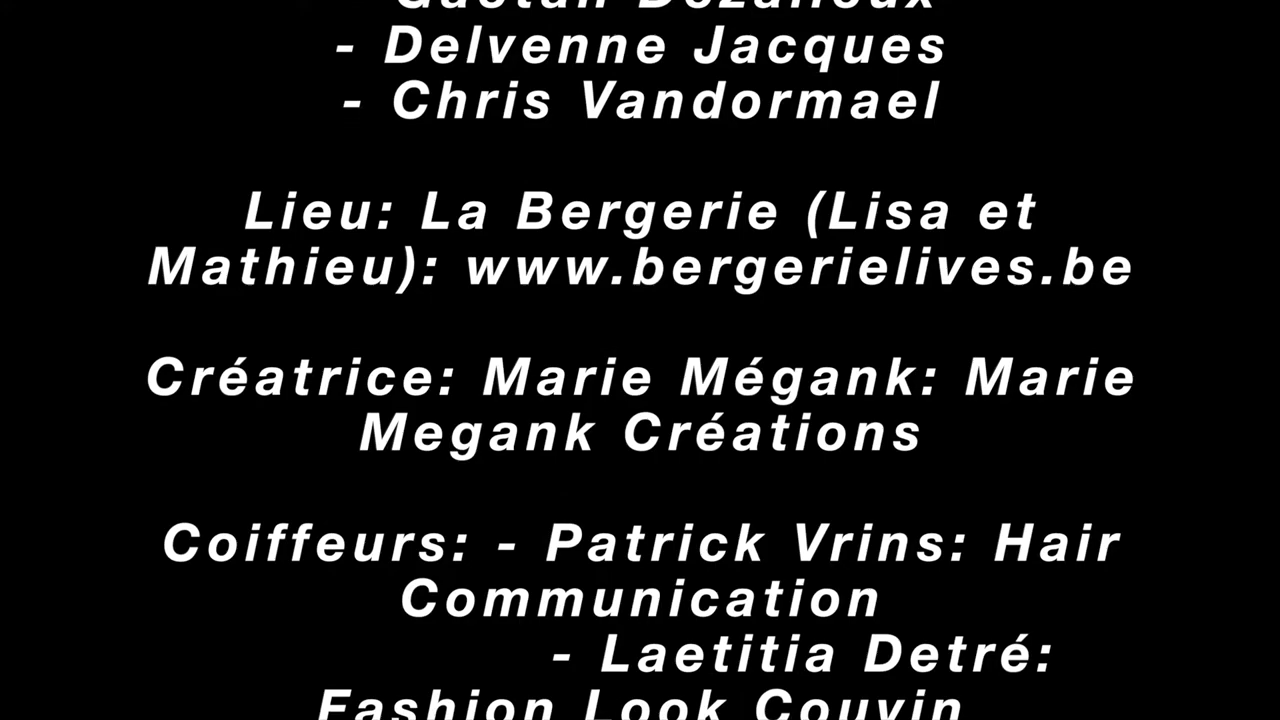 - Delvenne Jacques
- Chris Vandormael
Lieu: La Bergerie (Lisa et
Mathieu): www.bergerielives.be
Créatrice: Marie Mégank: Marie
Megank Créations
Coiffeurs: - Patrick Vrins: Hair
Communication
- Laetitia Detré:
Fashion Look Couvin